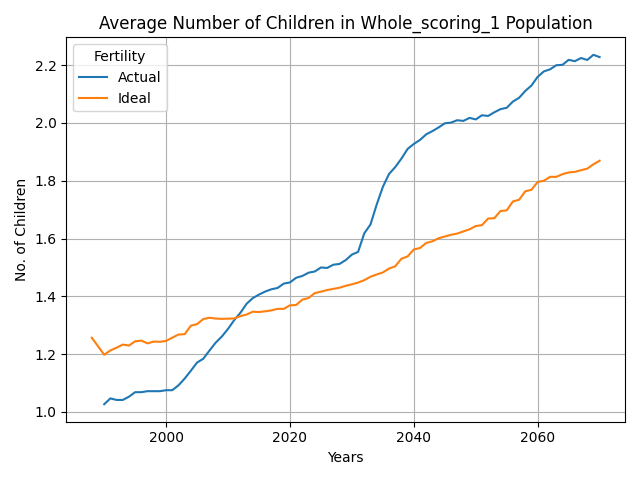 Average Number of Children in Whole_scoring_1 Population
Fertility
Actual
Ideal
No. of Children
2.2
2.0
1.8
1.6
1.4
1.2
1.0
2000
2020
2040
2060
Years